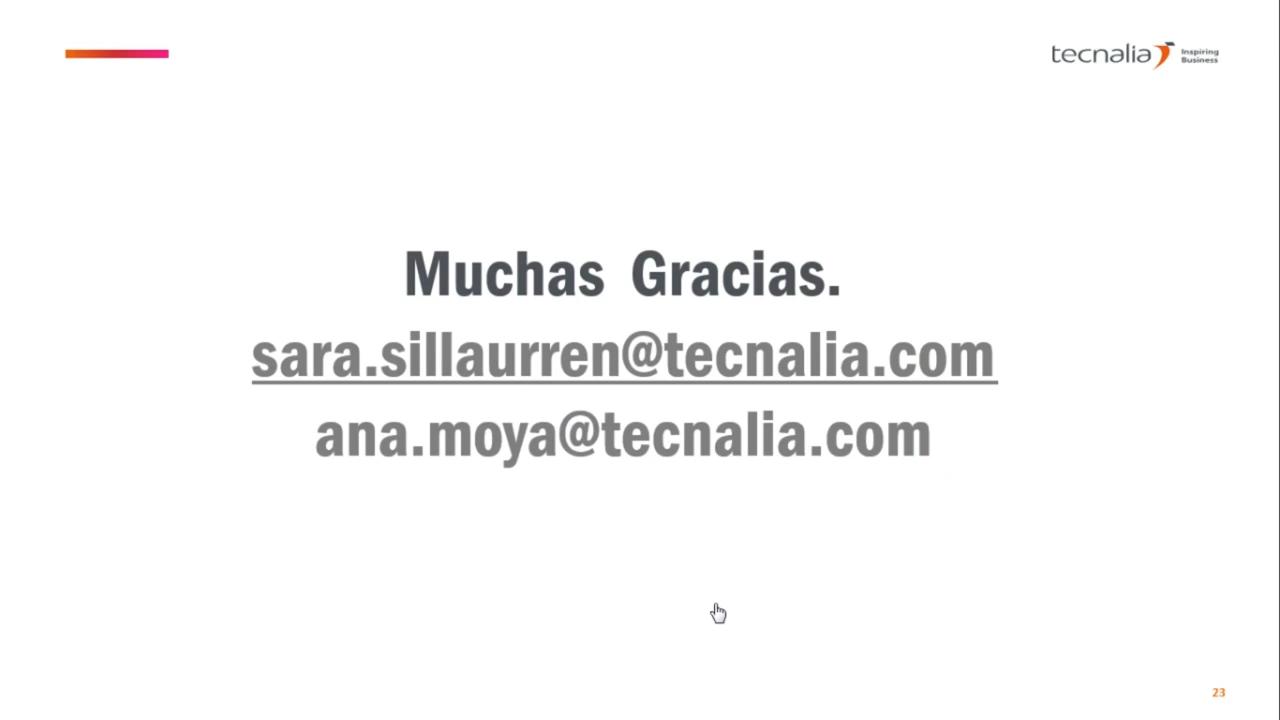 tecnalia
Inspiring
Business
Muchas Gracias.
sara.sillaurren@tecnalia.com
ana.moya@tecnalia.com
23